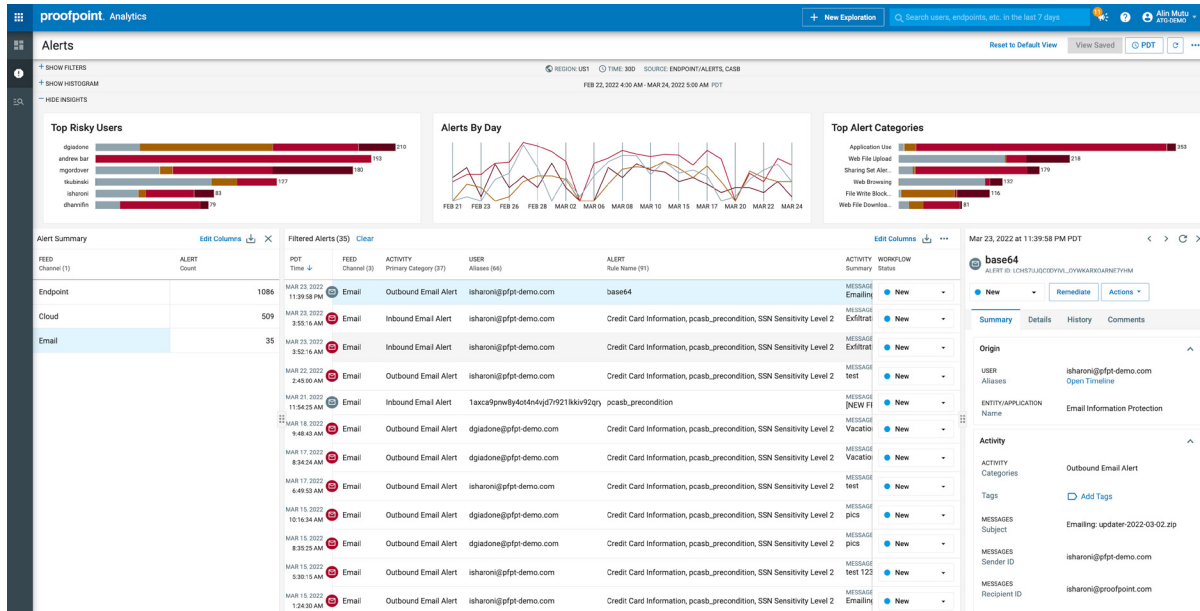 proofpoint. Analytics
+ New Exploration
Search users, endpoints, etc. in the last 7 days
11
?
Alin Mutu
ATG-DEMO
Alerts
Reset to Default View
View Saved
PDT
+ SHOW FILTERS
REGION: US1 TIME: 30D SOURCE: ENDPOINT/ALERTS, CASB
+ SHOW HISTOGRAM
FEB 22, 2022 4:00 AM - MAR 24, 2022 5:00 AM PDT
— HIDE INSIGHTS
Top Risky Users
dgiadone 210
andrew bar 193
mgordover 180
tkubinski 127
isharoni 83
dhannifin 79
Alerts By Day
FEB 21 FEB 23 FEB 26 FEB 28 MAR 02 MAR 06 MAR 08 MAR 10 MAR 15 MAR 17 MAR 20 MAR 22 MAR 24
Top Alert Categories
Application Use 353
Web File Upload 218
Sharing Set Aler... 179
Web Browsing 132
File Write Block... 116
Web File Downloa... 81
Alert Summary Edit Columns
FEED ALERT
Channel (1) Count
Endpoint 1086
Cloud 509
Email 35
Filtered Alerts (35) Clear Edit Columns
PDT FEED ACTIVITY USER ALERT ACTIVITY WORKFLOW
Time Channel (3) Primary Category (37) Aliases (66) Rule Name (91) Summary Status
MAR 23, 2022 MESSAGE
11:39:58 PM Email Outbound Email Alert isharoni@pfpt-demo.com base64 Emailing New
MAR 23, 2022 MESSAGE
3:55:16 AM Email Inbound Email Alert isharoni@pfpt-demo.com Credit Card Information, pcasb_precondition, SSN Sensitivity Level 2 Exfiltrati New
MAR 23, 2022 MESSAGE
3:52:16 AM Email Inbound Email Alert isharoni@pfpt-demo.com Credit Card Information, pcasb_precondition, SSN Sensitivity Level 2 Exfiltrati New
MAR 22, 2022 MESSAGE
2:45:00 AM Email Outbound Email Alert isharoni@pfpt-demo.com Credit Card Information, pcasb_precondition, SSN Sensitivity Level 2 test New
MAR 21, 2022 MESSAGE
11:54:25 AM Email Inbound Email Alert 1axca9pnw8y4ot4n4vjd7r921lkkiv92qry pcasb_precondition [NEW FI New
MAR 18, 2022 MESSAGE
9:48:43 AM Email Outbound Email Alert dgiadone@pfpt-demo.com Credit Card Information, pcasb_precondition, SSN Sensitivity Level 2 Vacatio New
MAR 17, 2022 MESSAGE
8:34:24 AM Email Outbound Email Alert dgiadone@pfpt-demo.com Credit Card Information, pcasb_precondition, SSN Sensitivity Level 2 Vacatio New
MAR 17, 2022 MESSAGE
6:49:53 AM Email Outbound Email Alert isharoni@pfpt-demo.com Credit Card Information, pcasb_precondition, SSN Sensitivity Level 2 test New
MAR 15, 2022 MESSAGE
10:16:34 AM Email Outbound Email Alert dgiadone@pfpt-demo.com Credit Card Information, pcasb_precondition, SSN Sensitivity Level 2 pics New
MAR 15, 2022 MESSAGE
8:35:25 AM Email Outbound Email Alert dgiadone@pfpt-demo.com Credit Card Information, pcasb_precondition, SSN Sensitivity Level 2 pics New
MAR 15, 2022 MESSAGE
5:30:15 AM Email Outbound Email Alert isharoni@pfpt-demo.com Credit Card Information, pcasb_precondition, SSN Sensitivity Level 2 test 123 New
MAR 15, 2022 MESSAGE
1:24:30 AM Email Outbound Email Alert isharoni@pfpt-demo.com Credit Card Information, pcasb_precondition, SSN Sensitivity Level 2 Emailing New
Mar 23, 2022 at 11:39:58 PM PDT
base64
ALERT ID:
New Remediate Actions
Summary Details History Comments
Origin
USER
Aliases
isharoni@pfpt-demo.com
Open Timeline
ENTITY/APPLICATION
Name
Email Information Protection
Activity
ACTIVITY
Categories
Outbound Email Alert
Tags Add Tags
MESSAGES
Subject
Emailing: updater-2022-03-02.zip
MESSAGES
Sender ID
isharoni@pfpt-demo.com
MESSAGES
Recipient ID
isharoni@proofpoint.com